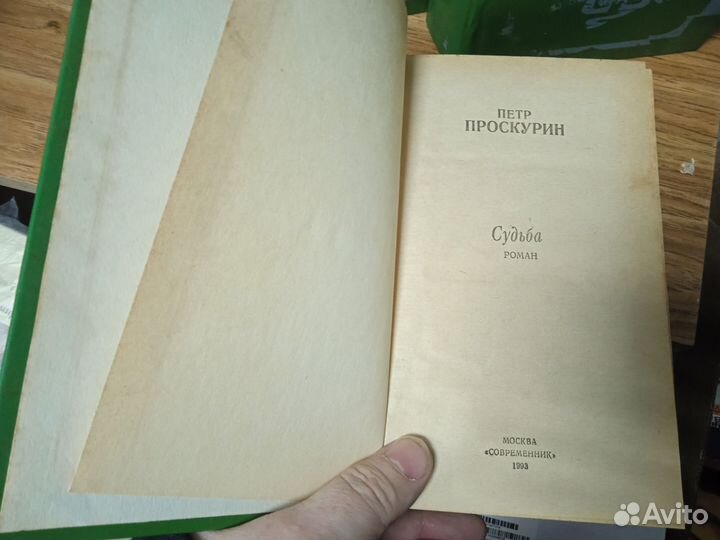 ПЕТР
ПРОСКУРИН
Судьба
РОМАН
МОСКВА
«СОВРЕМЕННИК»
1993
Avito